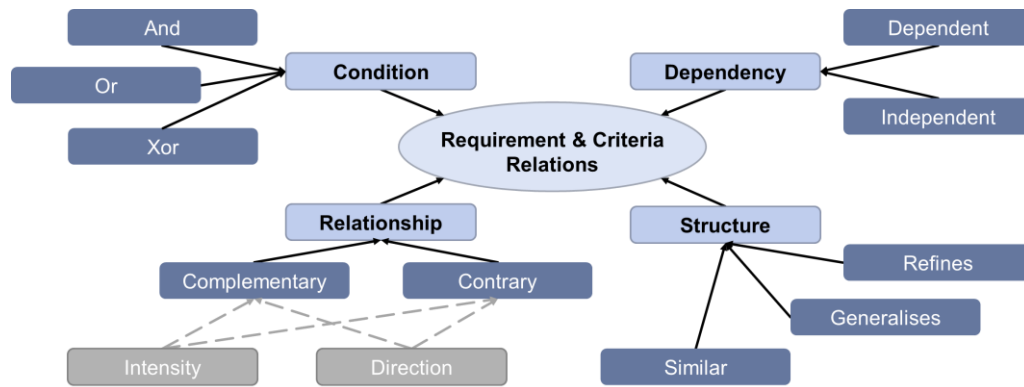 And
Dependent
Condition
Dependency
Or
Independent
Requirement & Criteria
Relations
Xor
Relationship
Structure
Complementary
Contrary
Refines
Generalises
Intensity
Direction
Similar